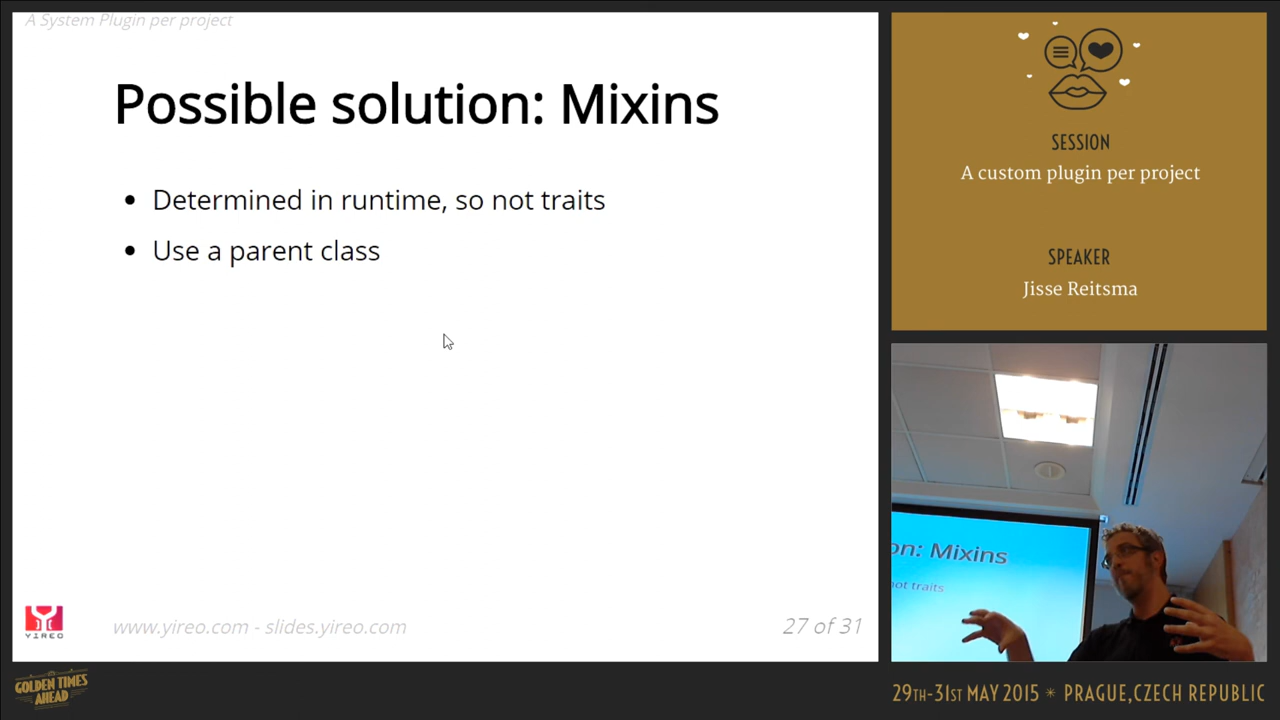 A System Plugin per project
Possible solution: Mixins
• Determined in runtime, so not traits
• Use a parent class
YIREO
www.yireo.com - slides.yireo.com
27 of 31
SESSION
A custom plugin per project
SPEAKER
Jisse Reitsma
on: Mixins
not traits
GOLDEN TIMES
AHEAD
29TH-31ST MAY 2015 * PRAGUE,CZECH REPUBLIC